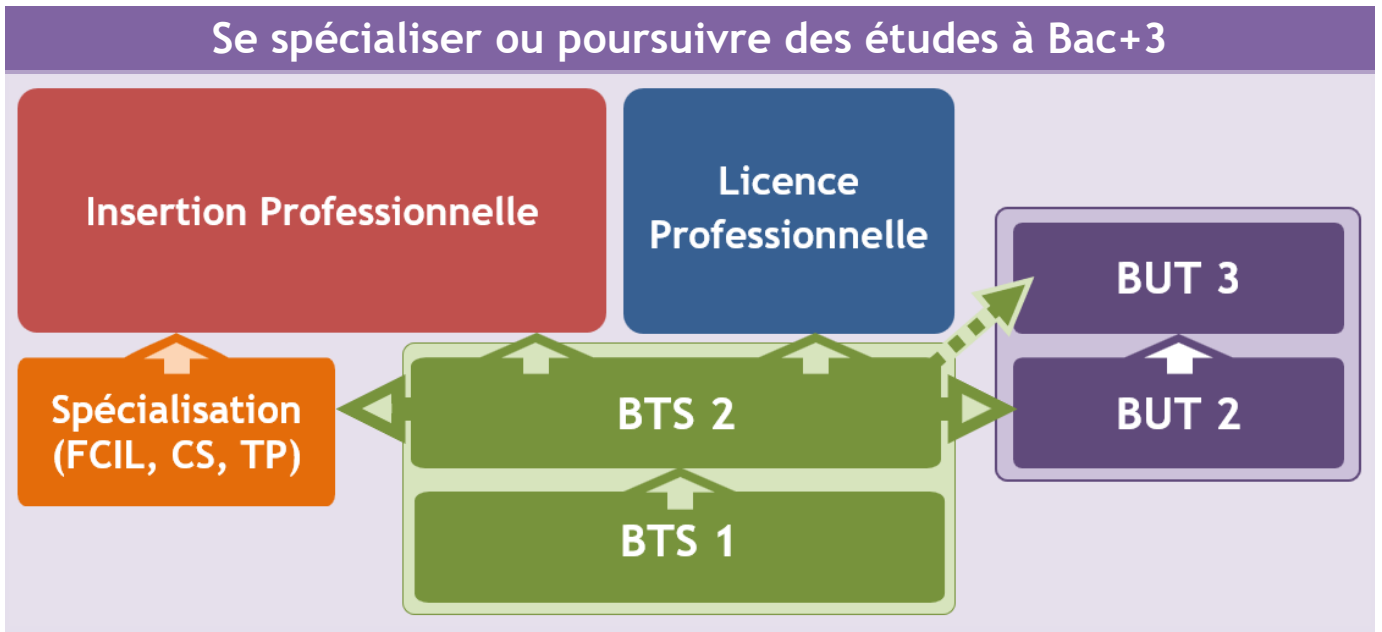 Se spécialiser ou poursuivre des études à Bac+3
Insertion Professionnelle
Licence
Professionnelle
BUT 3
Spécialisation
(FCIL, CS, TP)
BTS 2
BUT 2
BTS 1